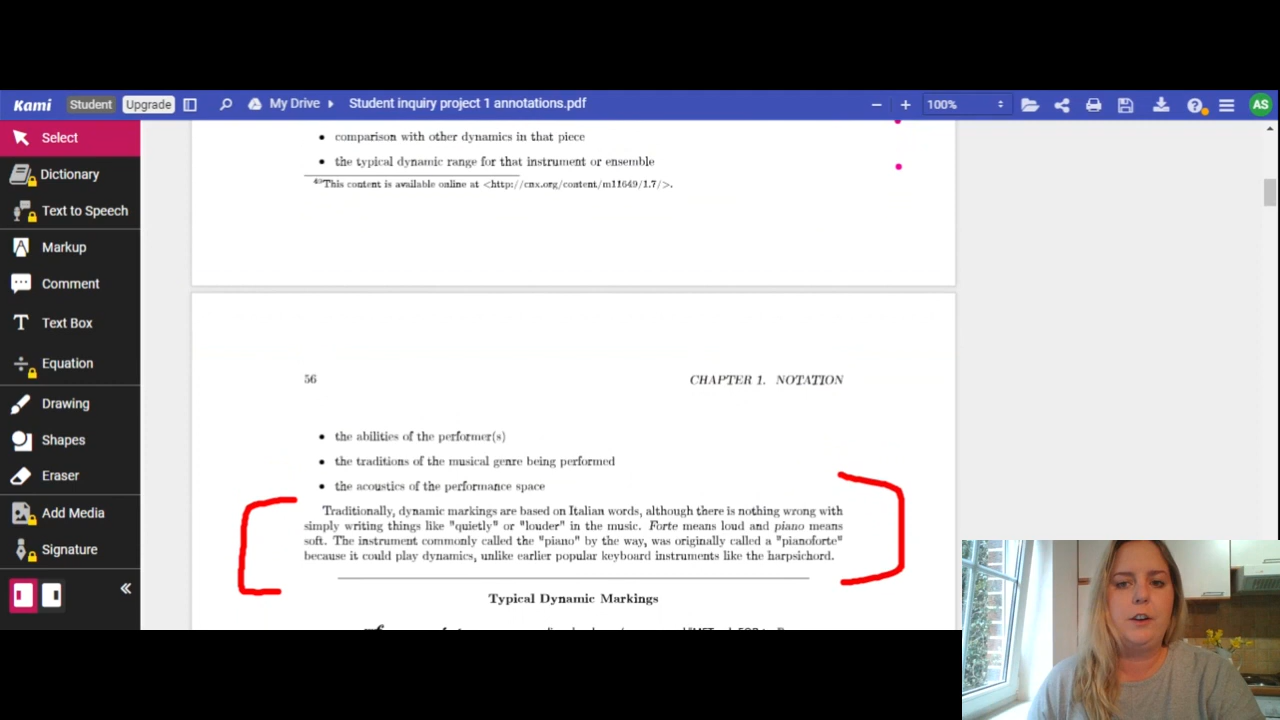 Kami Student Upgrade My Drive Student inquiry project 1 annotations.pdf 100% AS
Select
Dictionary
Text to Speech
Markup
Comment
Text Box
Equation
Drawing
Shapes
Eraser
Add Media
Signature
• comparison with other dynamics in that piece
• the typical dynamic range for that instrument or ensemble
This content is available online at <http://cnx.org/content/m11649/1.7/>.
56 CHAPTER 1. NOTATION
• the abilities of the performer(s)
• the traditions of the musical genre being performed
• the acoustics of the performance space
Traditionally, dynamic markings are based on Italian words, although there is nothing wrong with
simply writing things like "quietly" or "louder" in the music. Forte means loud and piano means
soft. The instrument commonly called the "piano" by the way, was originally called a "pianoforte"
because it could play dynamics, unlike earlier popular keyboard instruments like the harpsichord.
Typical Dynamic Markings